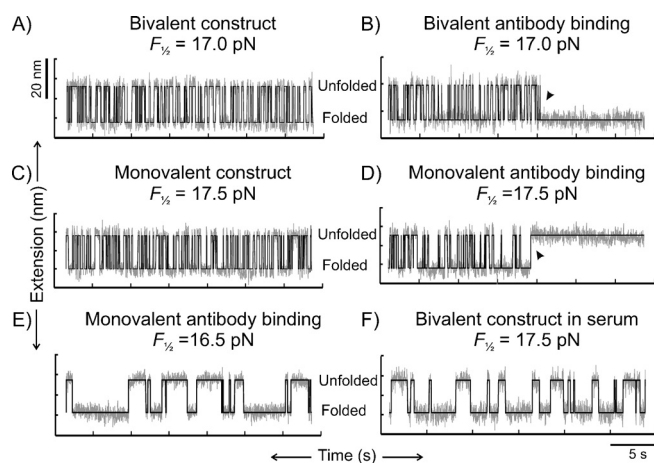 A) Bivalent construct
F½ = 17.0 pN
20 nm
B) Bivalent antibody binding
F½ = 17.0 pN
Unfolded
Folded
C) Monovalent construct
F½ = 17.5 pN
D) Monovalent antibody binding
F½ =17.5 pN
Unfolded
Folded
Extension (nm)
E) Monovalent antibody binding
F½ =16.5 pN
F) Bivalent construct in serum
F½ = 17.5 pN
Unfolded
Folded
Time (s)
5 s